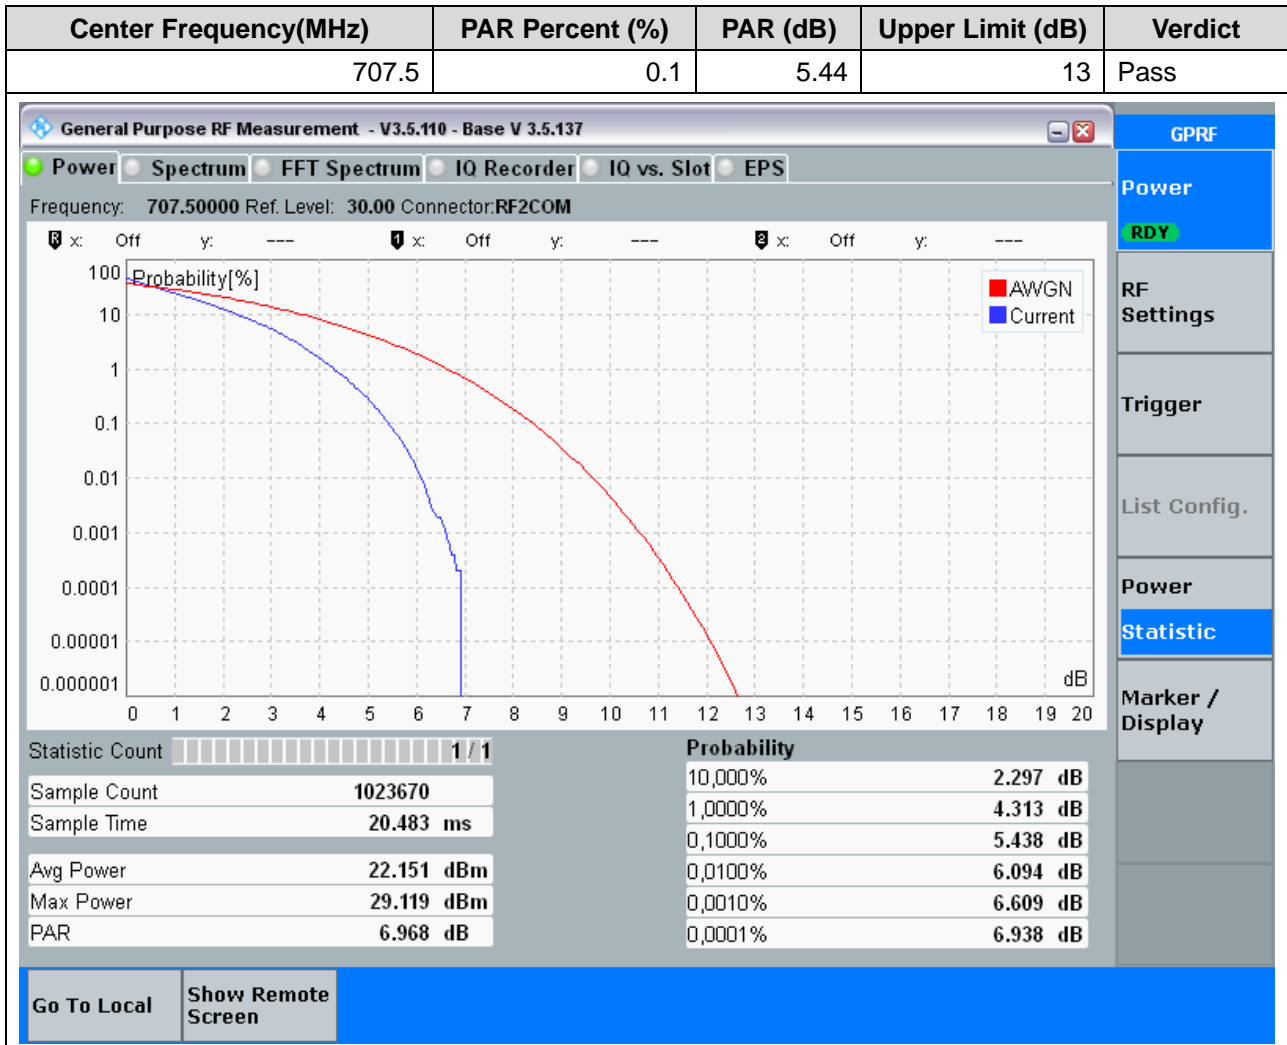 Center Frequency(MHz) PAR Percent (%) PAR (dB) Upper Limit (dB) Verdict
707.5 0.1 5.44 13 Pass
General Purpose RF Measurement - V3.5.110 - Base V 3.5.137
GPRF
Power Spectrum FFT Spectrum IQ Recorder IQ vs. Slot EPS
Power
RDY
Frequency: 707.50000 Ref. Level: 30.00 Connector:RF2COM
R x: Off y: --- 1 x: Off y: --- 2 x: Off y: ---
Probability[%]
AWGN
Current
100
10
1
0.1
0.01
0.001
0.0001
0.00001
0.000001
dB
0 1 2 3 4 5 6 7 8 9 10 11 12 13 14 15 16 17 18 19 20
RF
Settings
Trigger
List Config.
Power
Statistic
Marker /
Display
Statistic Count 1 / 1
Sample Count 1023670
Sample Time 20.483 ms
Avg Power 22.151 dBm
Max Power 29.119 dBm
PAR 6.968 dB
Probability
10,000% 2.297 dB
1,0000% 4.313 dB
0,1000% 5.438 dB
0,0100% 6.094 dB
0,0010% 6.609 dB
0,0001% 6.938 dB
Go To Local
Show Remote
Screen